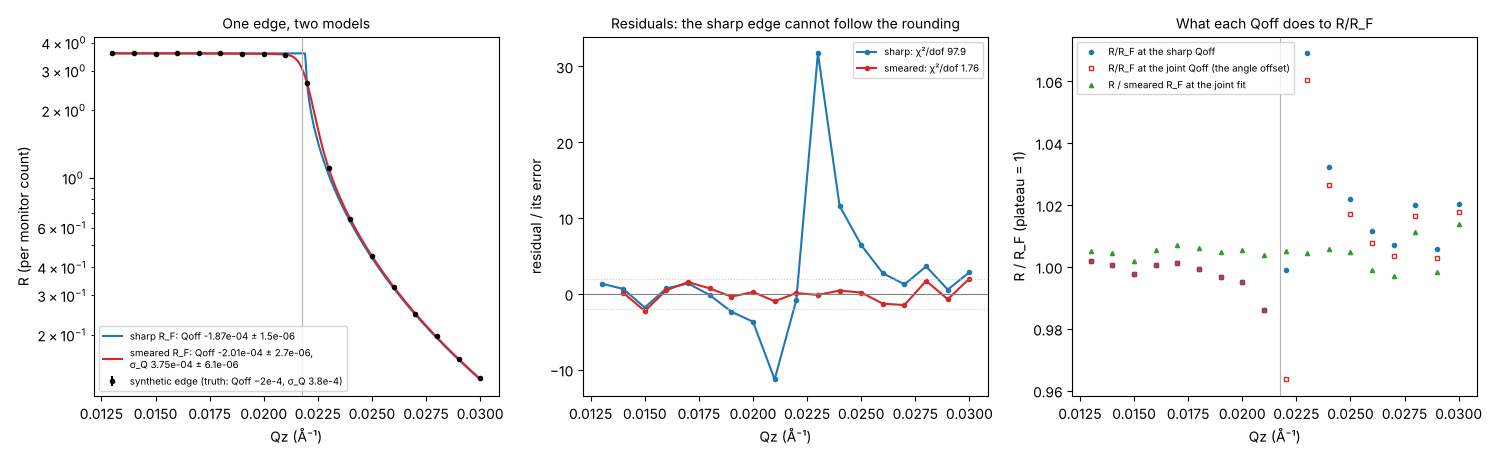 One edge, two models
R (per monitor count)
4 × 10⁰
3 × 10⁰
2 × 10⁰
10⁰
6 × 10⁻¹
4 × 10⁻¹
3 × 10⁻¹
2 × 10⁻¹
sharp R_F: Qoff -1.87e-04 ± 1.5e-06
smeared R_F: Qoff -2.01e-04 ± 2.7e-06,
σ_Q 3.75e-04 ± 6.1e-06
synthetic edge (truth: Qoff −2e-4, σ_Q 3.8e-4)
0.0125 0.0150 0.0175 0.0200 0.0225 0.0250 0.0275 0.0300
Qz (Å⁻¹)
Residuals: the sharp edge cannot follow the rounding
residual / its error
30
20
10
0
−10
sharp: χ²/dof 97.9
smeared: χ²/dof 1.76
0.0125 0.0150 0.0175 0.0200 0.0225 0.0250 0.0275 0.0300
Qz (Å⁻¹)
What each Qoff does to R/R_F
R / R_F (plateau = 1)
1.06
1.04
1.02
1.00
0.98
0.96
R/R_F at the sharp Qoff
R/R_F at the joint Qoff (the angle offset)
R / smeared R_F at the joint fit
0.0125 0.0150 0.0175 0.0200 0.0225 0.0250 0.0275 0.0300
Qz (Å⁻¹)